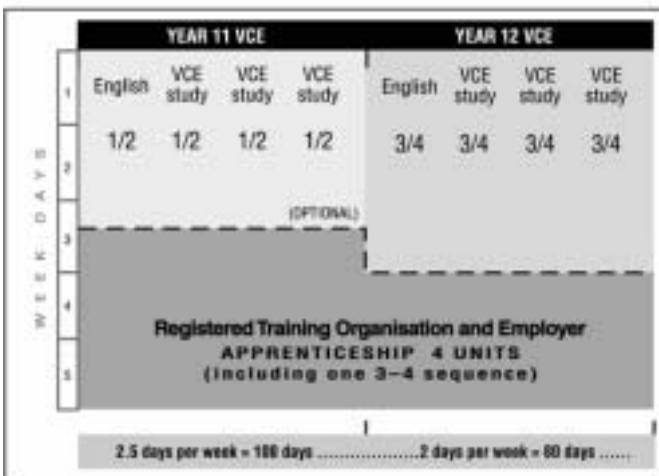 YEAR 11 VCE YEAR 12 VCE
English VCE study VCE study VCE study English VCE study VCE study VCE study
1/2 1/2 1/2 1/2 3/4 3/4 3/4 3/4
(OPTIONAL)
WEEK DAYS
1
2
3
4
5
Registered Training Organisation and Employer
APPRENTICESHIP 4 UNITS
(including one 3–4 sequence)
2.5 days per week = 100 days ....................2 days per week = 80 days ......